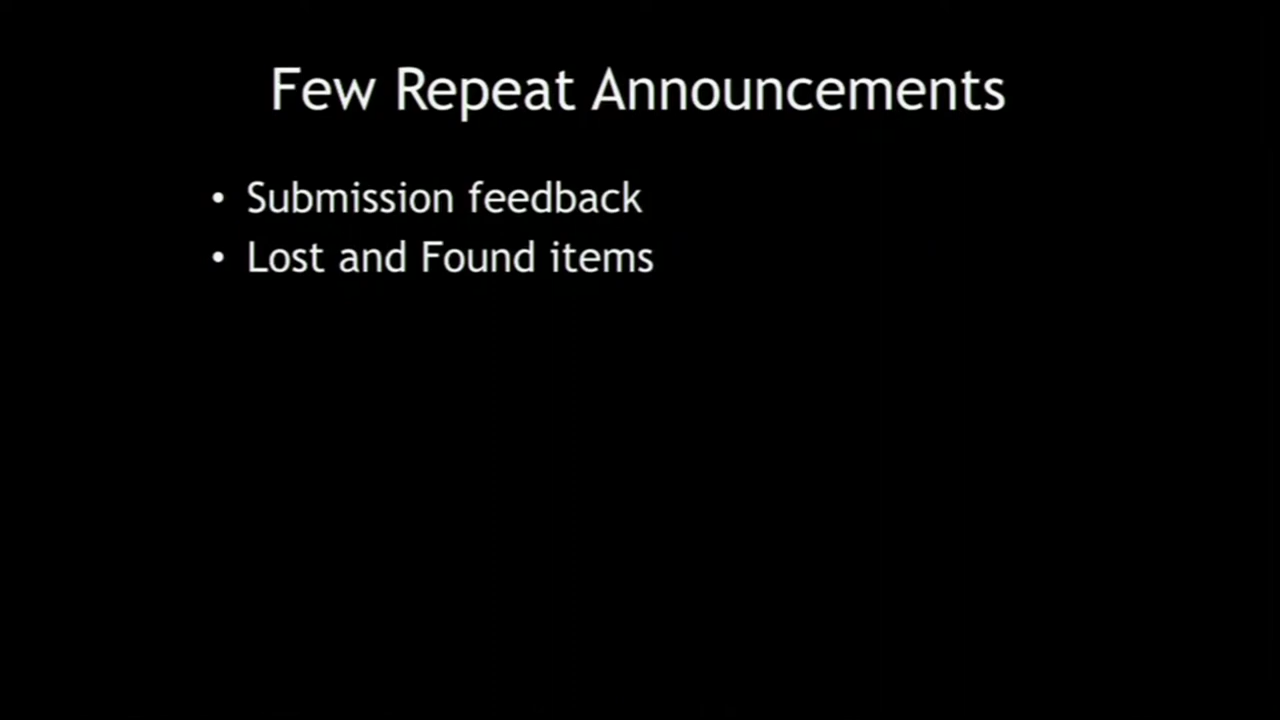 Few Repeat Announcements
• Submission feedback
• Lost and Found items